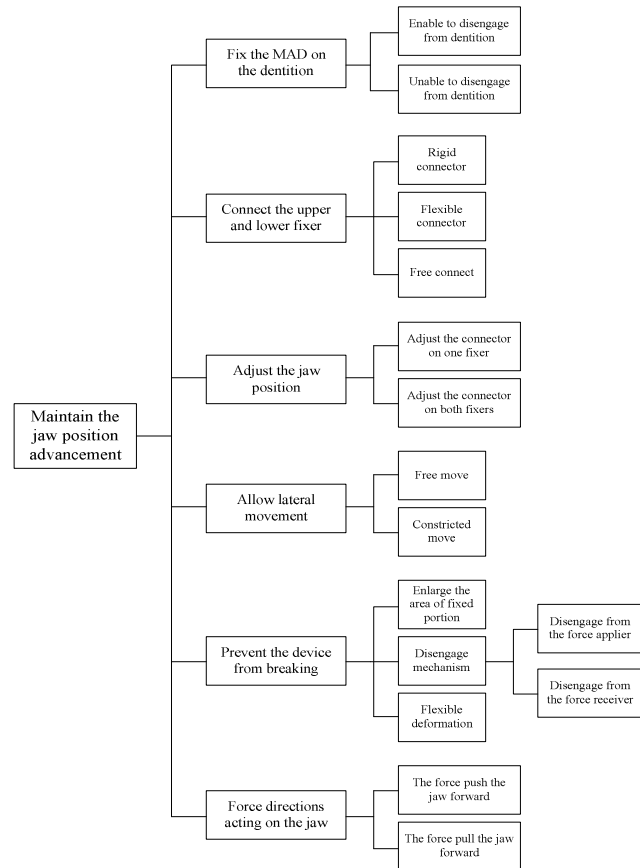 Maintain the
jaw position
advancement
Fix the MAD on
the dentition
Enable to disengage
from dentition
Unable to disengage
from dentition
Connect the upper
and lower fixer
Rigid
connector
Flexible
connector
Free connect
Adjust the jaw
position
Adjust the connector
on one fixer
Adjust the connector
on both fixers
Allow lateral
movement
Free move
Constricted
move
Prevent the device
from breaking
Enlarge the
area of fixed
portion
Disengage
mechanism
Disengage from
the force applier
Disengage from
the force receiver
Flexible
deformation
Force directions
acting on the jaw
The force push the
jaw forward
The force pull the jaw
forward